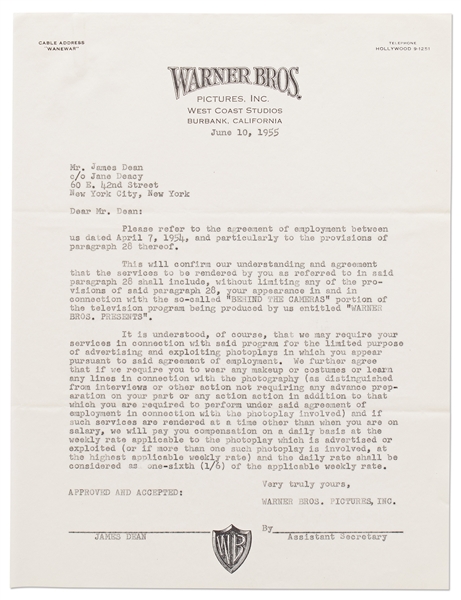 CABLE ADDRESS
"WANEWAR"
TELEPHONE
HOLLYWOOD 9-1251
WARNER BROS.
PICTURES, INC.
WEST COAST STUDIOS
BURBANK, CALIFORNIA
June 10, 1955
Mr. James Dean
c/o Jane Deacy
60 E. 42nd Street
New York City, New York
Dear Mr. Dean:
Please refer to the agreement of employment between
us dated April 7, 1954, and particularly to the provisions of
paragraph 28 thereof.
This will confirm our understanding and agreement
that the services to be rendered by you as referred to in said
paragraph 28 shall include, without limiting any of the pro-
visions of said paragraph 28, your appearance in and in
connection with the so-called "BEHIND THE CAMERAS" portion of
the television program being produced by us entitled "WARNER
BROS. PRESENTS".
It is understood, of course, that we may require your
services in connection with said program for the limited purpose
of advertising and exploiting photoplays in which you appear
pursuant to said agreement of employment. We further agree
that if we require you to wear any makeup or costumes or learn
any lines in connection with the photography (as distinguished
from interviews or other action not requiring any advance prep-
aration on your part or any action action in addition to that
which you are required to perform under said agreement of
employment in connection with the photoplay involved) and if
such services are rendered at a time other than when you are on
salary, we will pay you compensation on a daily basis at the
weekly rate applicable to the photoplay which is advertised or
exploited (or if more than one such photoplay is involved, at
the highest applicable weekly rate) and the daily rate shall be
considered as one-sixth (1/6) of the applicable weekly rate.
Very truly yours,
APPROVED AND ACCEPTED:
WARNER BROS. PICTURES, INC.
By
JAMES DEAN
WB
Assistant Secretary